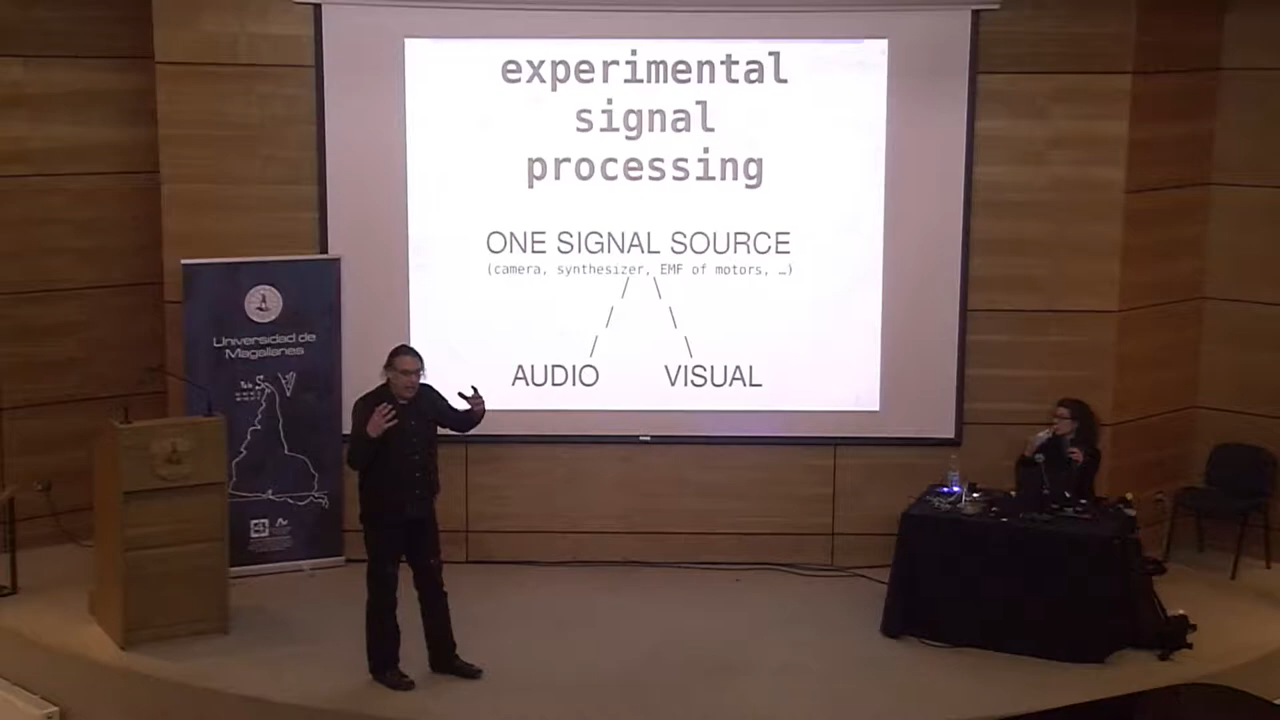 experimental
signal
processing
ONE SIGNAL SOURCE
(camera, synthesizer, EMF of motors, …)
AUDIO VISUAL
Universidad de
Magallanes